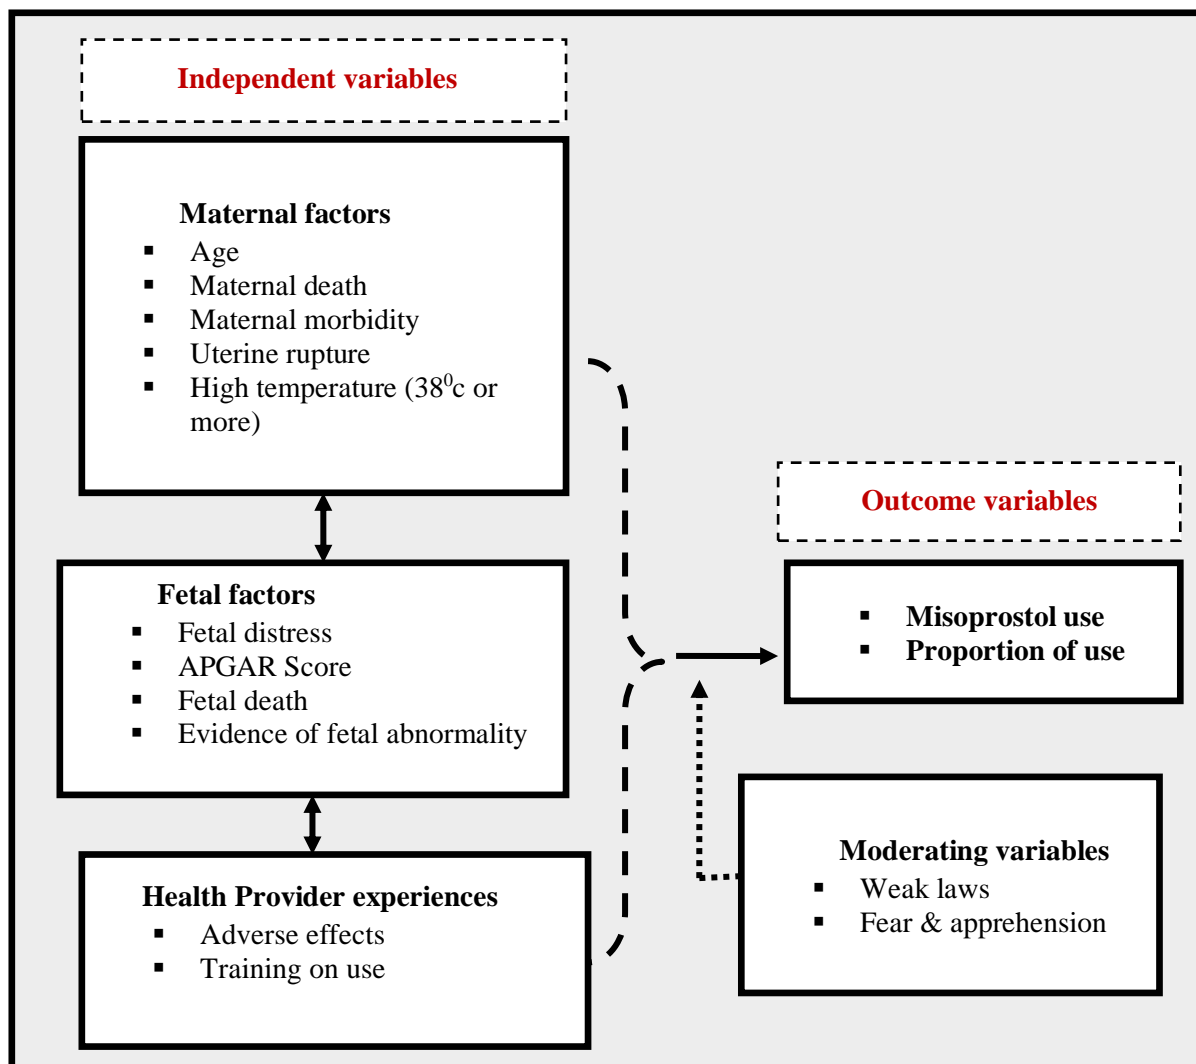 Independent variables
Maternal factors
▪ Age
▪ Maternal death
▪ Maternal morbidity
▪ Uterine rupture
▪ High temperature (38⁰c or
more)
Fetal factors
▪ Fetal distress
▪ APGAR Score
▪ Fetal death
▪ Evidence of fetal abnormality
Health Provider experiences
▪ Adverse effects
▪ Training on use
Outcome variables
▪ Misoprostol use
▪ Proportion of use
Moderating variables
▪ Weak laws
▪ Fear & apprehension